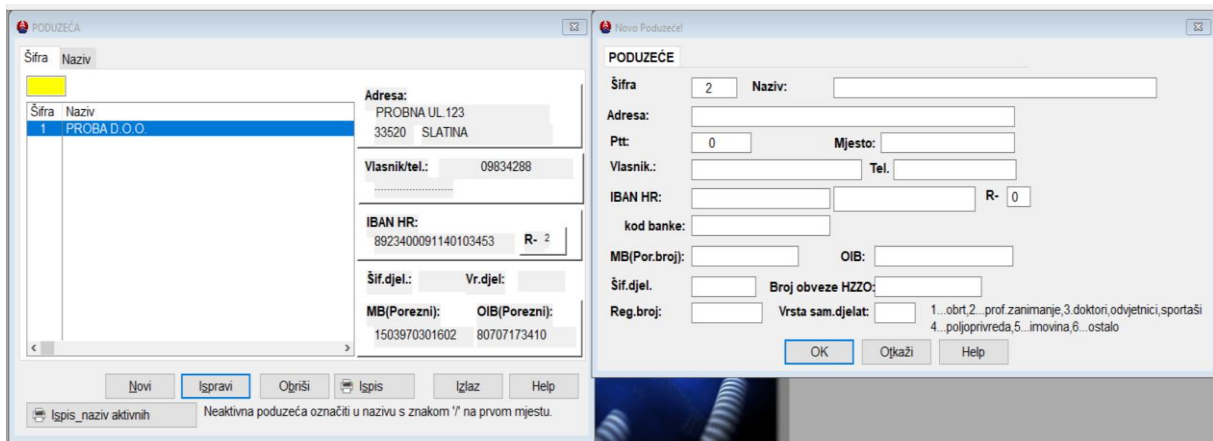 PODUZEĆA
Šifra Naziv
Šifra Naziv
1 PROBA D.O.O.
Adresa:
PROBNA UL.123
33520 SLATINA
Vlasnik/tel.: 09834288
IBAN HR:
8923400091140103453 R- 2
Šif.djel.: Vr.djel:
MB(Porezni): OIB(Porezni):
1503970301602 80707173410
Novi Ispravi Obriši Ispis Izlaz Help
Ispis_naziv aktivnih Neaktivna poduzeća označiti u nazivu s znakom '/' na prvom mjestu.
Novo Poduzeće!
PODUZEĆE
Šifra 2 Naziv:
Adresa:
Ptt: 0 Mjesto:
Vlasnik.: Tel.
IBAN HR: R- 0
kod banke:
MB(Por.broj): OIB:
Šif.djel. Broj obveze HZZO:
Reg.broj: Vrsta sam.djelat: 1...obrt,2...prof.zanimanje,3.doktori,odvjetnici,sportaši
4...poljoprivreda,5...imovina,6...ostalo
OK Otkaži Help